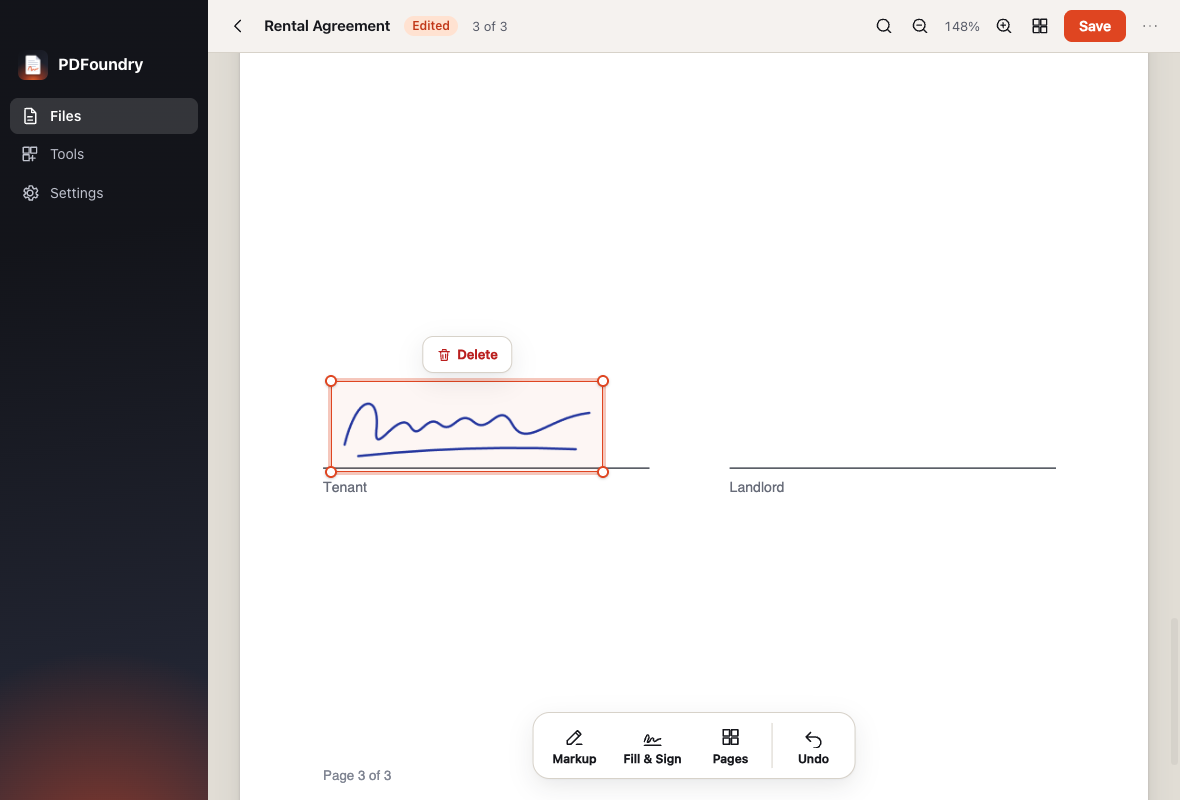 PDFoundry
Files
Tools
Settings
Rental Agreement Edited 3 of 3
148% Save
Delete
Tenant
Landlord
Page 3 of 3
Markup Fill & Sign Pages Undo